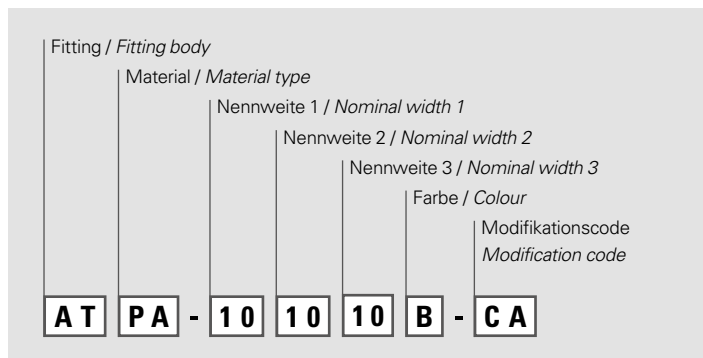 Fitting / Fitting body
Material / Material type
Nennweite 1 / Nominal width 1
Nennweite 2 / Nominal width 2
Nennweite 3 / Nominal width 3
Farbe / Colour
Modifikationscode
Modification code
AT PA - 10 10 10 B - CA